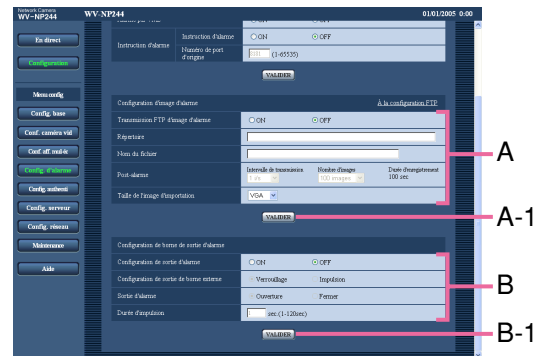 Network Camera
WV-NP244
WV-NP244
01/01/2005 0:00
En direct
Configuration
Menu config
Config. base
Conf. caméra vid
Config. d'alarme
Config. authenti
Config. serveur
Config. réseau
Maintenance
Aide
ON OFF
Instruction d'alarme
Instruction d'alarme ON OFF
Numéro de port d'origine (1-65535)
VALIDER
Configuration d'image d'alarme
À la configuration FTP
Transmission FTP d'image d'alarme ON OFF
Répertoire
Nom du fichier
Post-alarme
Intervalle de transmission
1 i/s
Nombre d'images
100 images
Durée d'enregistrement
100 sec
Taille de l'image d'importation VGA
VALIDER
Configuration de borne de sortie d'alarme
Configuration de sortie d'alarme ON OFF
Configuration de sortie de borne externe Verrouillage Impulsion
Sortie d'alarme Ouverture Fermer
Durée d'impulsion 1 sec.(1-120sec)
VALIDER
A
A-1
B
B-1